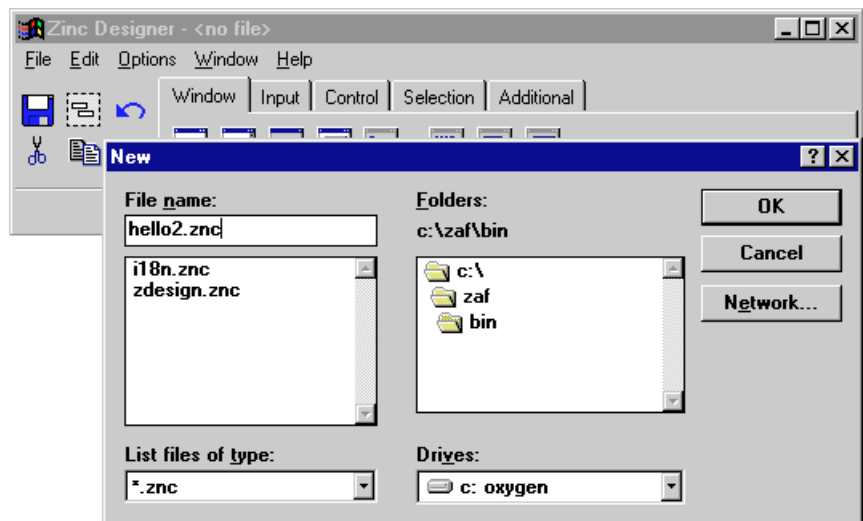 Zinc Designer - <no file>
File Edit Options Window Help
Window Input Control Selection Additional
New
File name:
hello2.znc
i18n.znc
zdesign.znc
Folders:
c:\zaf\bin
c:\
zaf
bin
OK
Cancel
Network...
List files of type:
*.znc
Drives:
c: oxygen